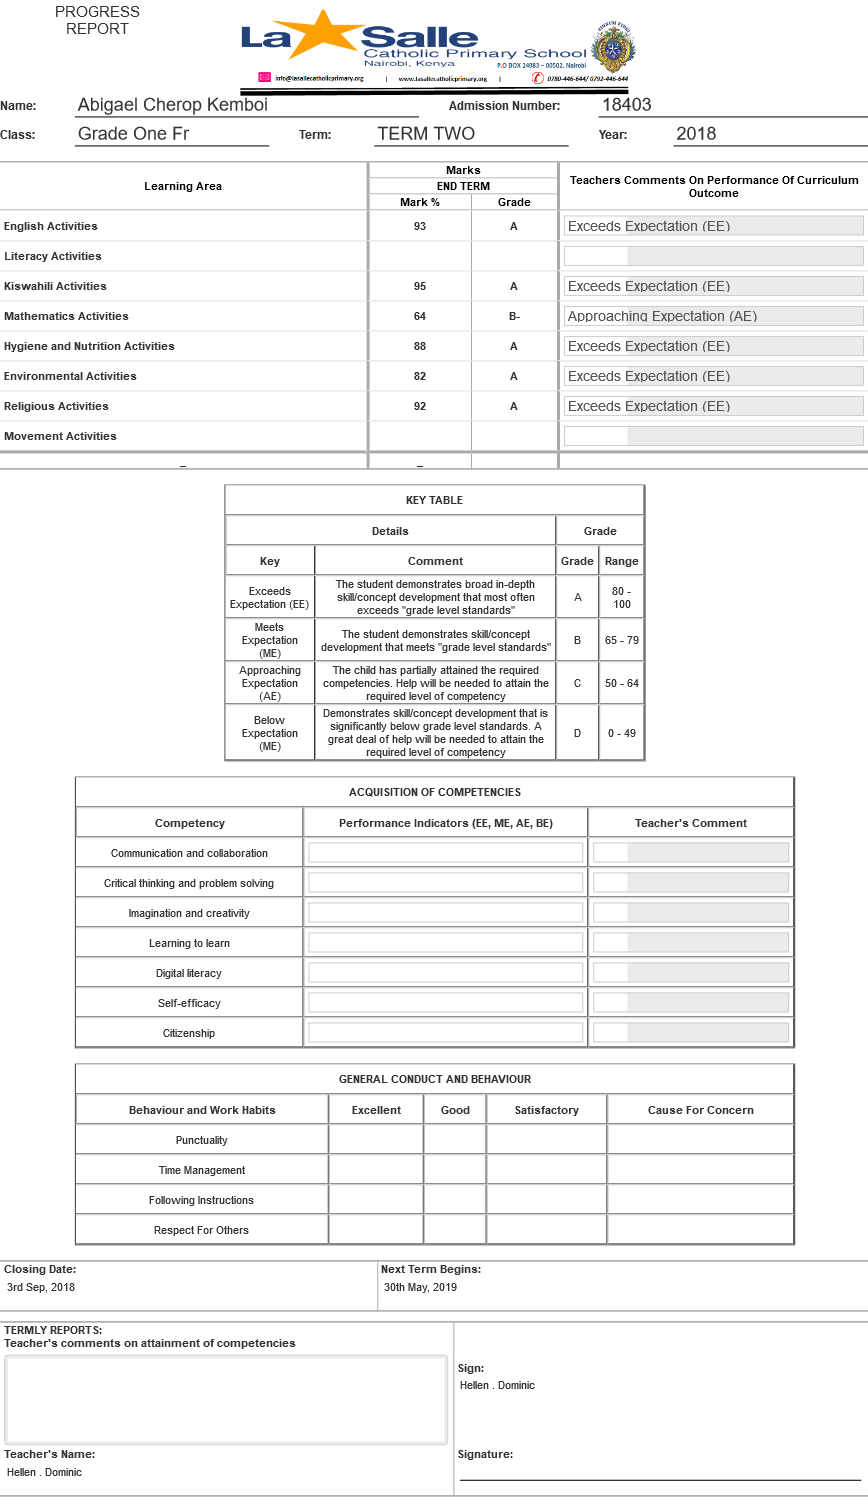 PROGRESS
REPORT
La Salle
Catholic Primary School
Nairobi, Kenya
P.O BOX 24083 – 00502, Nairobi
info@lasallecatholicprimary.org | www.lasallecatholicprimary.org | 0780-446-644/ 0792-446-644
Name: Abigael Cherop Kemboi Admission Number: 18403
Class: Grade One Fr Term: TERM TWO Year: 2018
Learning Area Marks Teachers Comments On Performance Of Curriculum Outcome
END TERM
Mark % Grade
English Activities 93 A Exceeds Expectation (EE)
Literacy Activities
Kiswahili Activities 95 A Exceeds Expectation (EE)
Mathematics Activities 64 B- Approaching Expectation (AE)
Hygiene and Nutrition Activities 88 A Exceeds Expectation (EE)
Environmental Activities 82 A Exceeds Expectation (EE)
Religious Activities 92 A Exceeds Expectation (EE)
Movement Activities
_ _
KEY TABLE
Details Grade
Key Comment Grade Range
Exceeds Expectation (EE) The student demonstrates broad in-depth skill/concept development that most often exceeds "grade level standards" A 80 - 100
Meets Expectation (ME) The student demonstrates skill/concept development that meets "grade level standards" B 65 - 79
Approaching Expectation (AE) The child has partially attained the required competencies. Help will be needed to attain the required level of competency C 50 - 64
Below Expectation (ME) Demonstrates skill/concept development that is significantly below grade level standards. A great deal of help will be needed to attain the required level of competency D 0 - 49
ACQUISITION OF COMPETENCIES
Competency Performance Indicators (EE, ME, AE, BE) Teacher's Comment
Communication and collaboration
Critical thinking and problem solving
Imagination and creativity
Learning to learn
Digital literacy
Self-efficacy
Citizenship
GENERAL CONDUCT AND BEHAVIOUR
Behaviour and Work Habits Excellent Good Satisfactory Cause For Concern
Punctuality
Time Management
Following Instructions
Respect For Others
Closing Date: Next Term Begins:
3rd Sep, 2018 30th May, 2019
TERMLY REPORTS:
Teacher's comments on attainment of competencies
Sign:
Hellen . Dominic
Teacher's Name: Signature:
Hellen . Dominic